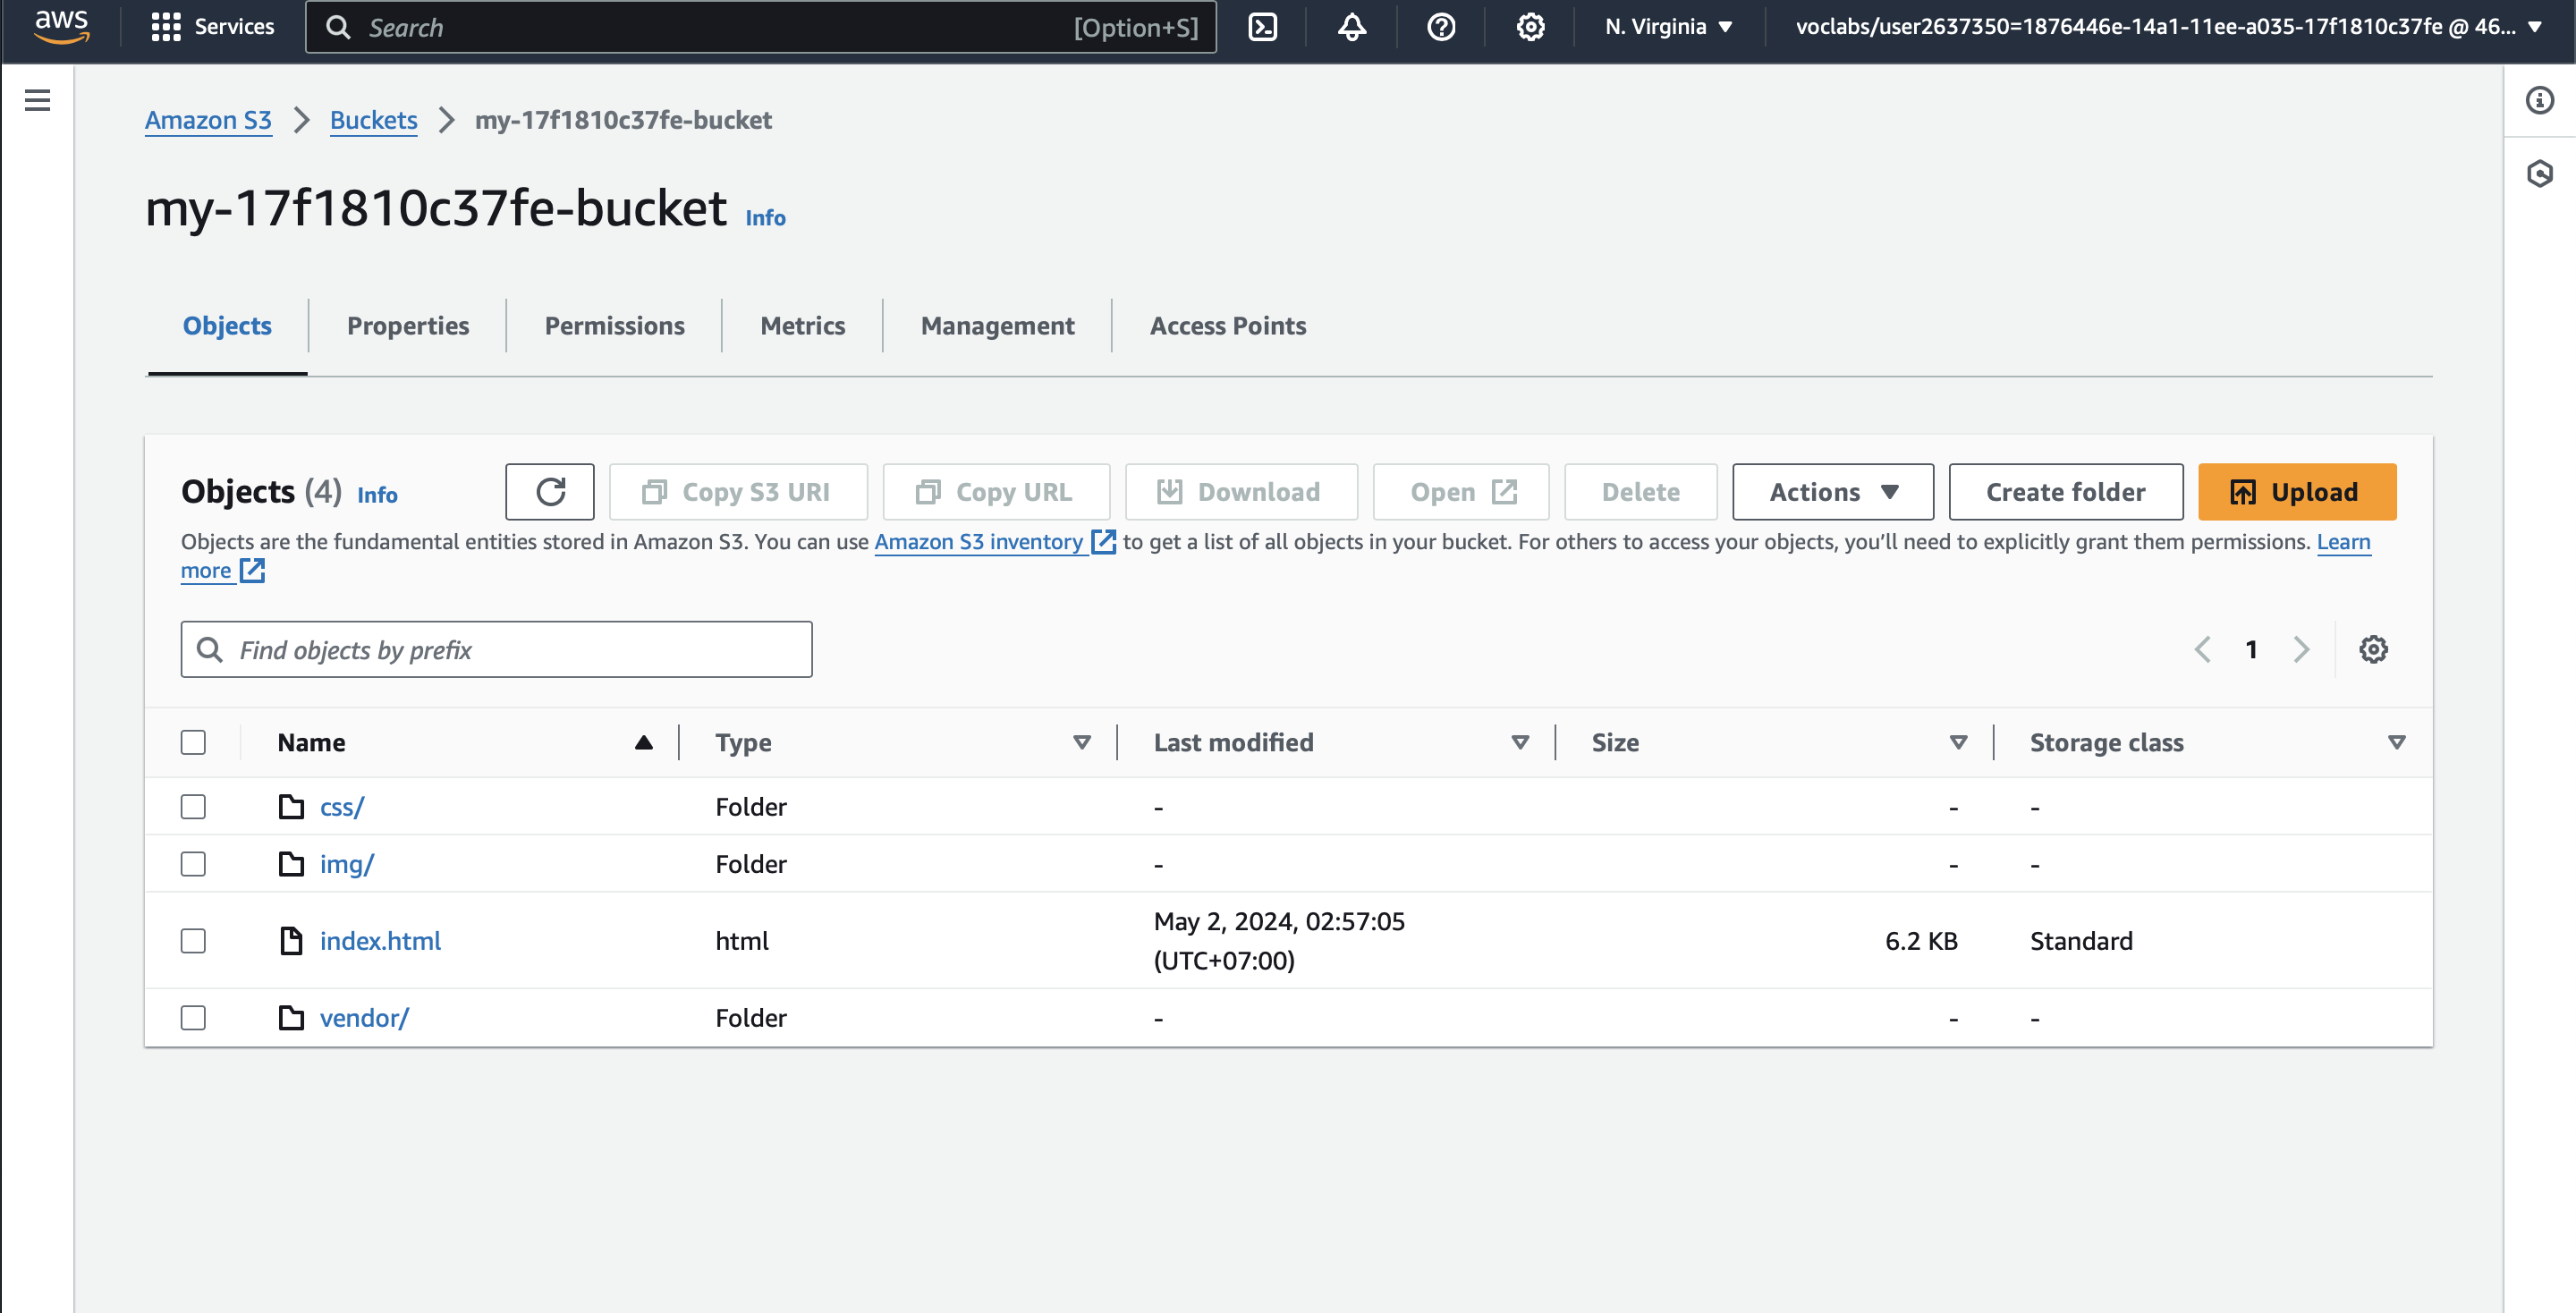 aws Services Search [Option+S] N. Virginia voclabs/user2637350=1876446e-14a1-11ee-a035-17f1810c37fe @ 46...
Amazon S3 Buckets my-17f1810c37fe-bucket
my-17f1810c37fe-bucket Info
Objects Properties Permissions Metrics Management Access Points
Objects (4) Info Copy S3 URI Copy URL Download Open Delete Actions Create folder Upload
Objects are the fundamental entities stored in Amazon S3. You can use Amazon S3 inventory to get a list of all objects in your bucket. For others to access your objects, you’ll need to explicitly grant them permissions. Learn
more
Find objects by prefix 1
Name Type Last modified Size Storage class
css/ Folder - - -
img/ Folder - - -
index.html html May 2, 2024, 02:57:05 6.2 KB Standard
(UTC+07:00)
vendor/ Folder - - -